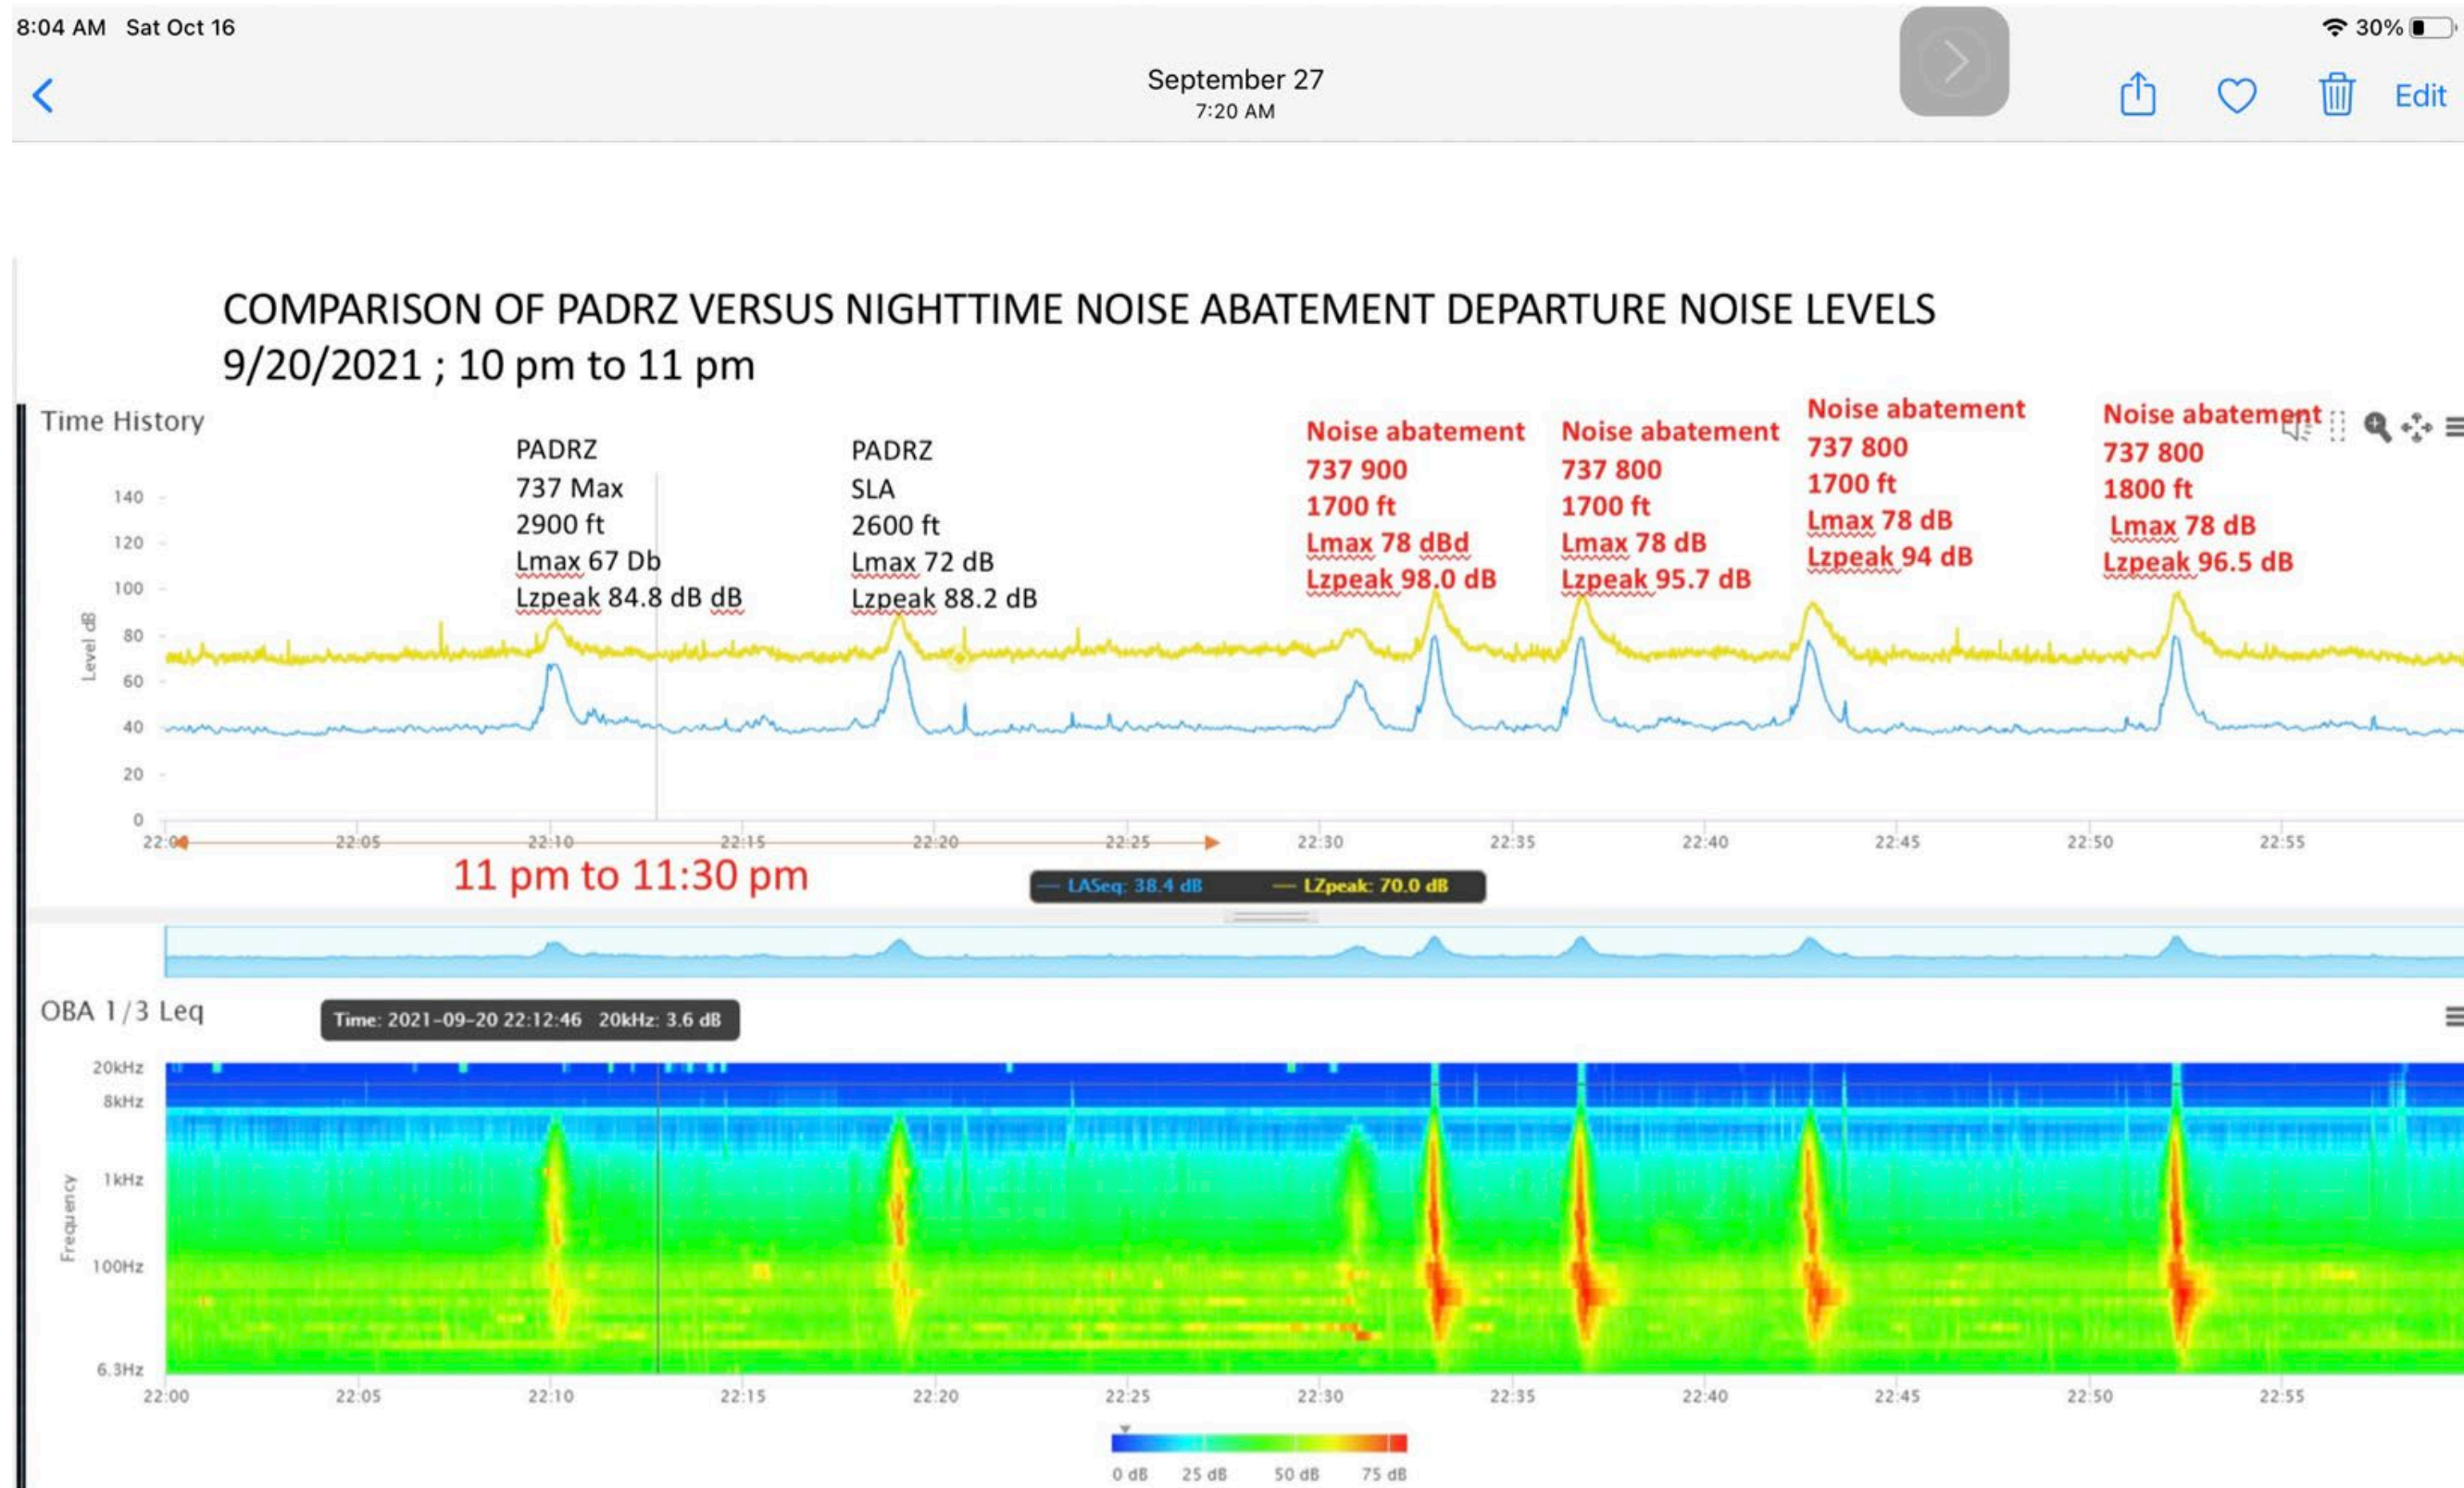 8:04 AM Sat Oct 16
30%
September 27
7:20 AM
Edit
COMPARISON OF PADRZ VERSUS NIGHTTIME NOISE ABATEMENT DEPARTURE NOISE LEVELS
9/20/2021 ; 10 pm to 11 pm
Time History
PADRZ
737 Max
2900 ft
Lmax 67 Db
Lzpeak 84.8 dB dB
PADRZ
SLA
2600 ft
Lmax 72 dB
Lzpeak 88.2 dB
Noise abatement
737 900
1700 ft
Lmax 78 dBd
Lzpeak 98.0 dB
Noise abatement
737 800
1700 ft
Lmax 78 dB
Lzpeak 95.7 dB
Noise abatement
737 800
1700 ft
Lmax 78 dB
Lzpeak 94 dB
Noise abatement
737 800
1800 ft
Lmax 78 dB
Lzpeak 96.5 dB
Level dB
140
120
100
80
60
40
20
0
22:00 22:05 22:10 22:15 22:20 22:25 22:30 22:35 22:40 22:45 22:50 22:55
11 pm to 11:30 pm
LASeq: 38.4 dB LZpeak: 70.0 dB
OBA 1/3 Leq
Time: 2021-09-20 22:12:46 20kHz: 3.6 dB
Frequency
20kHz
8kHz
1kHz
100Hz
6.3Hz
22:00 22:05 22:10 22:15 22:20 22:25 22:30 22:35 22:40 22:45 22:50 22:55
0 dB 25 dB 50 dB 75 dB